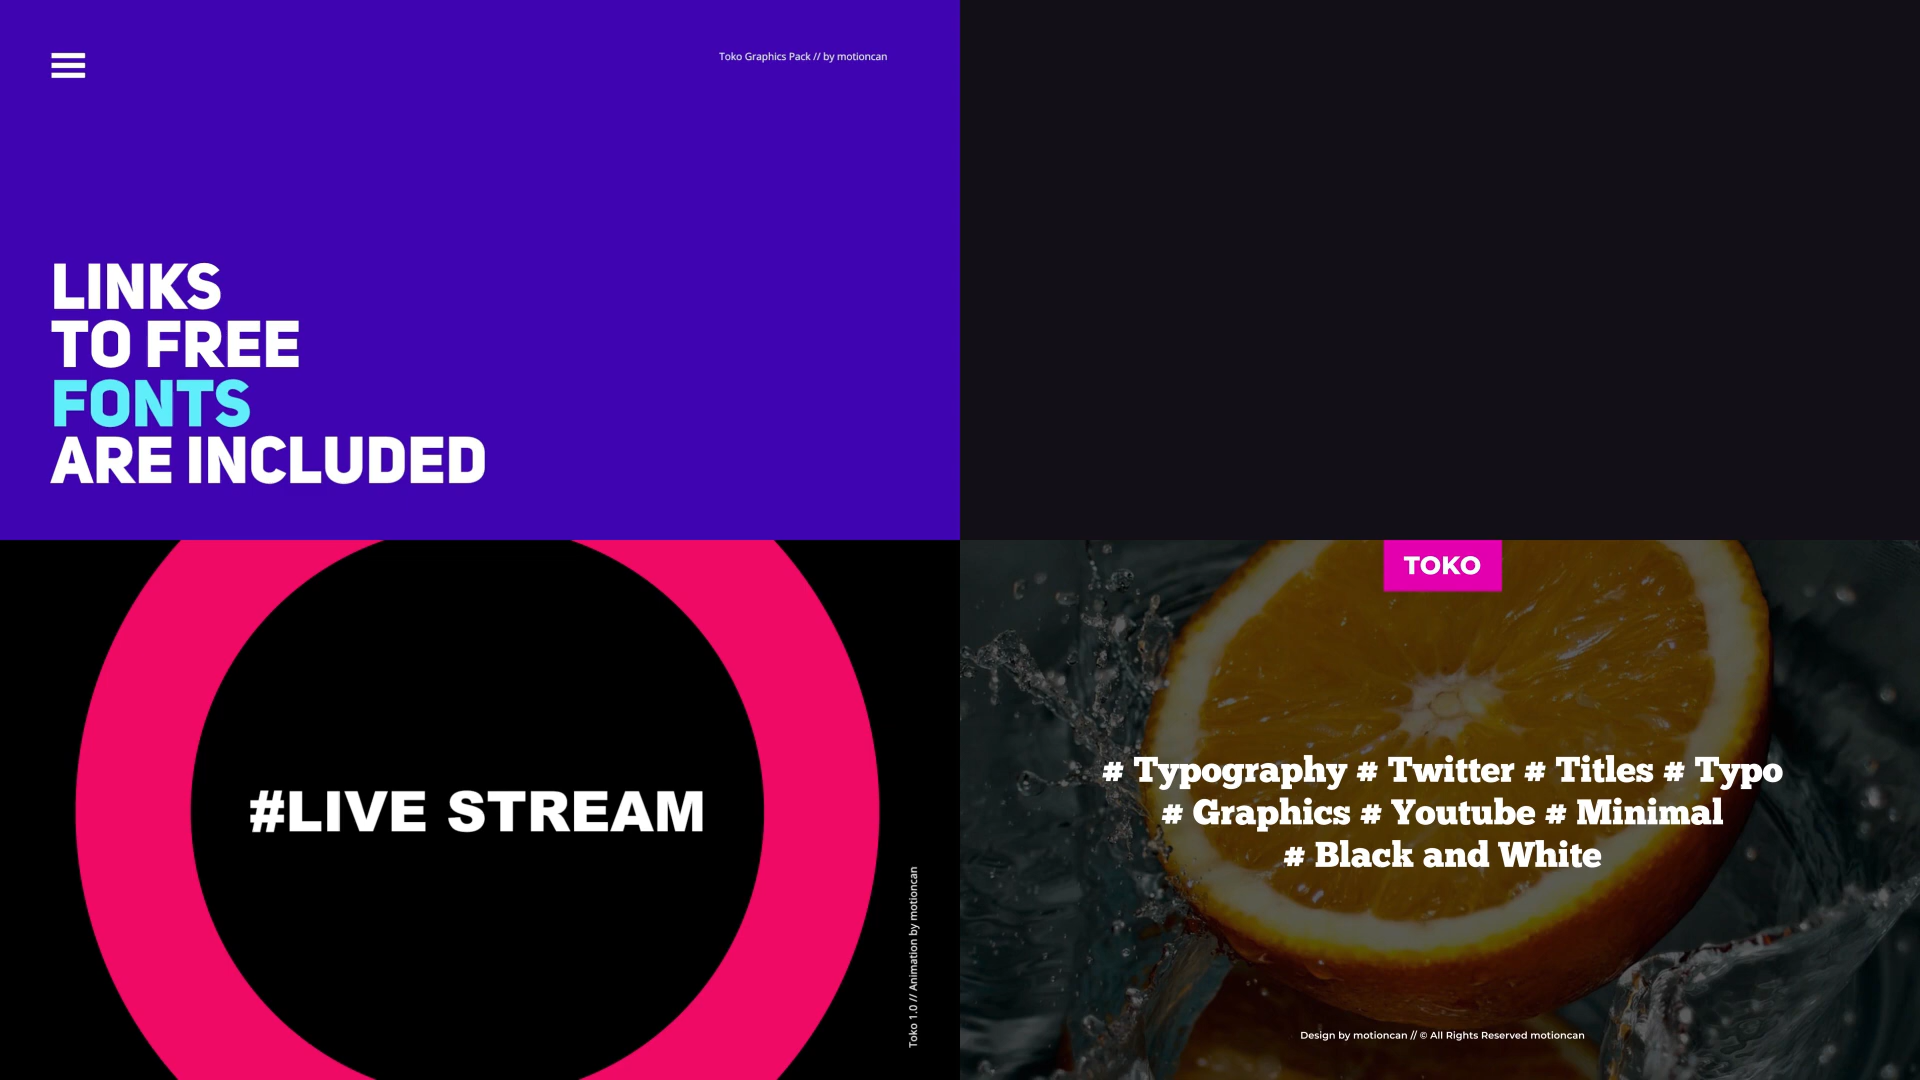 Toko Graphics Pack // by motioncan
LINKS
TO FREE
FONTS
ARE INCLUDED
#LIVE STREAM
Toko 1.0 // Animation by motioncan
TOKO
# Typography # Twitter # Titles # Typo
# Graphics # Youtube # Minimal
# Black and White
Design by motioncan // © All Rights Reserved motioncan